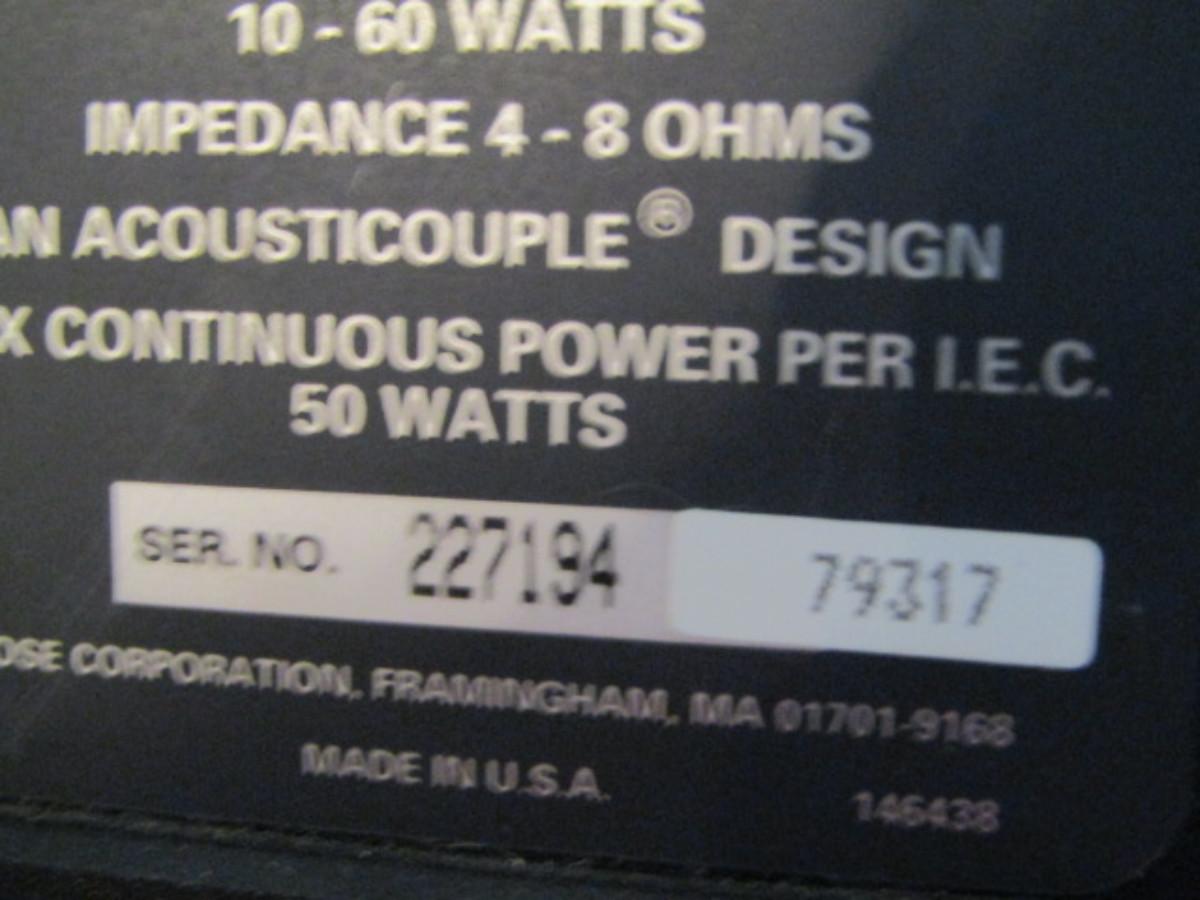 10 - 60 WATTS
IMPEDANCE 4 - 8 OHMS
AN ACOUSTICOUPLE® DESIGN
X CONTINUOUS POWER PER I.E.C.
50 WATTS
SER. NO. 227194 79317
OSE CORPORATION, FRAMINGHAM, MA 01701-9168
MADE IN U.S.A.
146438